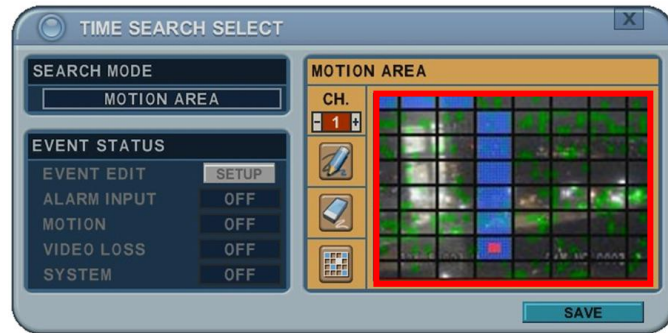 TIME SEARCH SELECT
X
SEARCH MODE
MOTION AREA
EVENT STATUS
EVENT EDIT SETUP
ALARM INPUT OFF
MOTION OFF
VIDEO LOSS OFF
SYSTEM OFF
MOTION AREA
CH.
- 1 +
SAVE